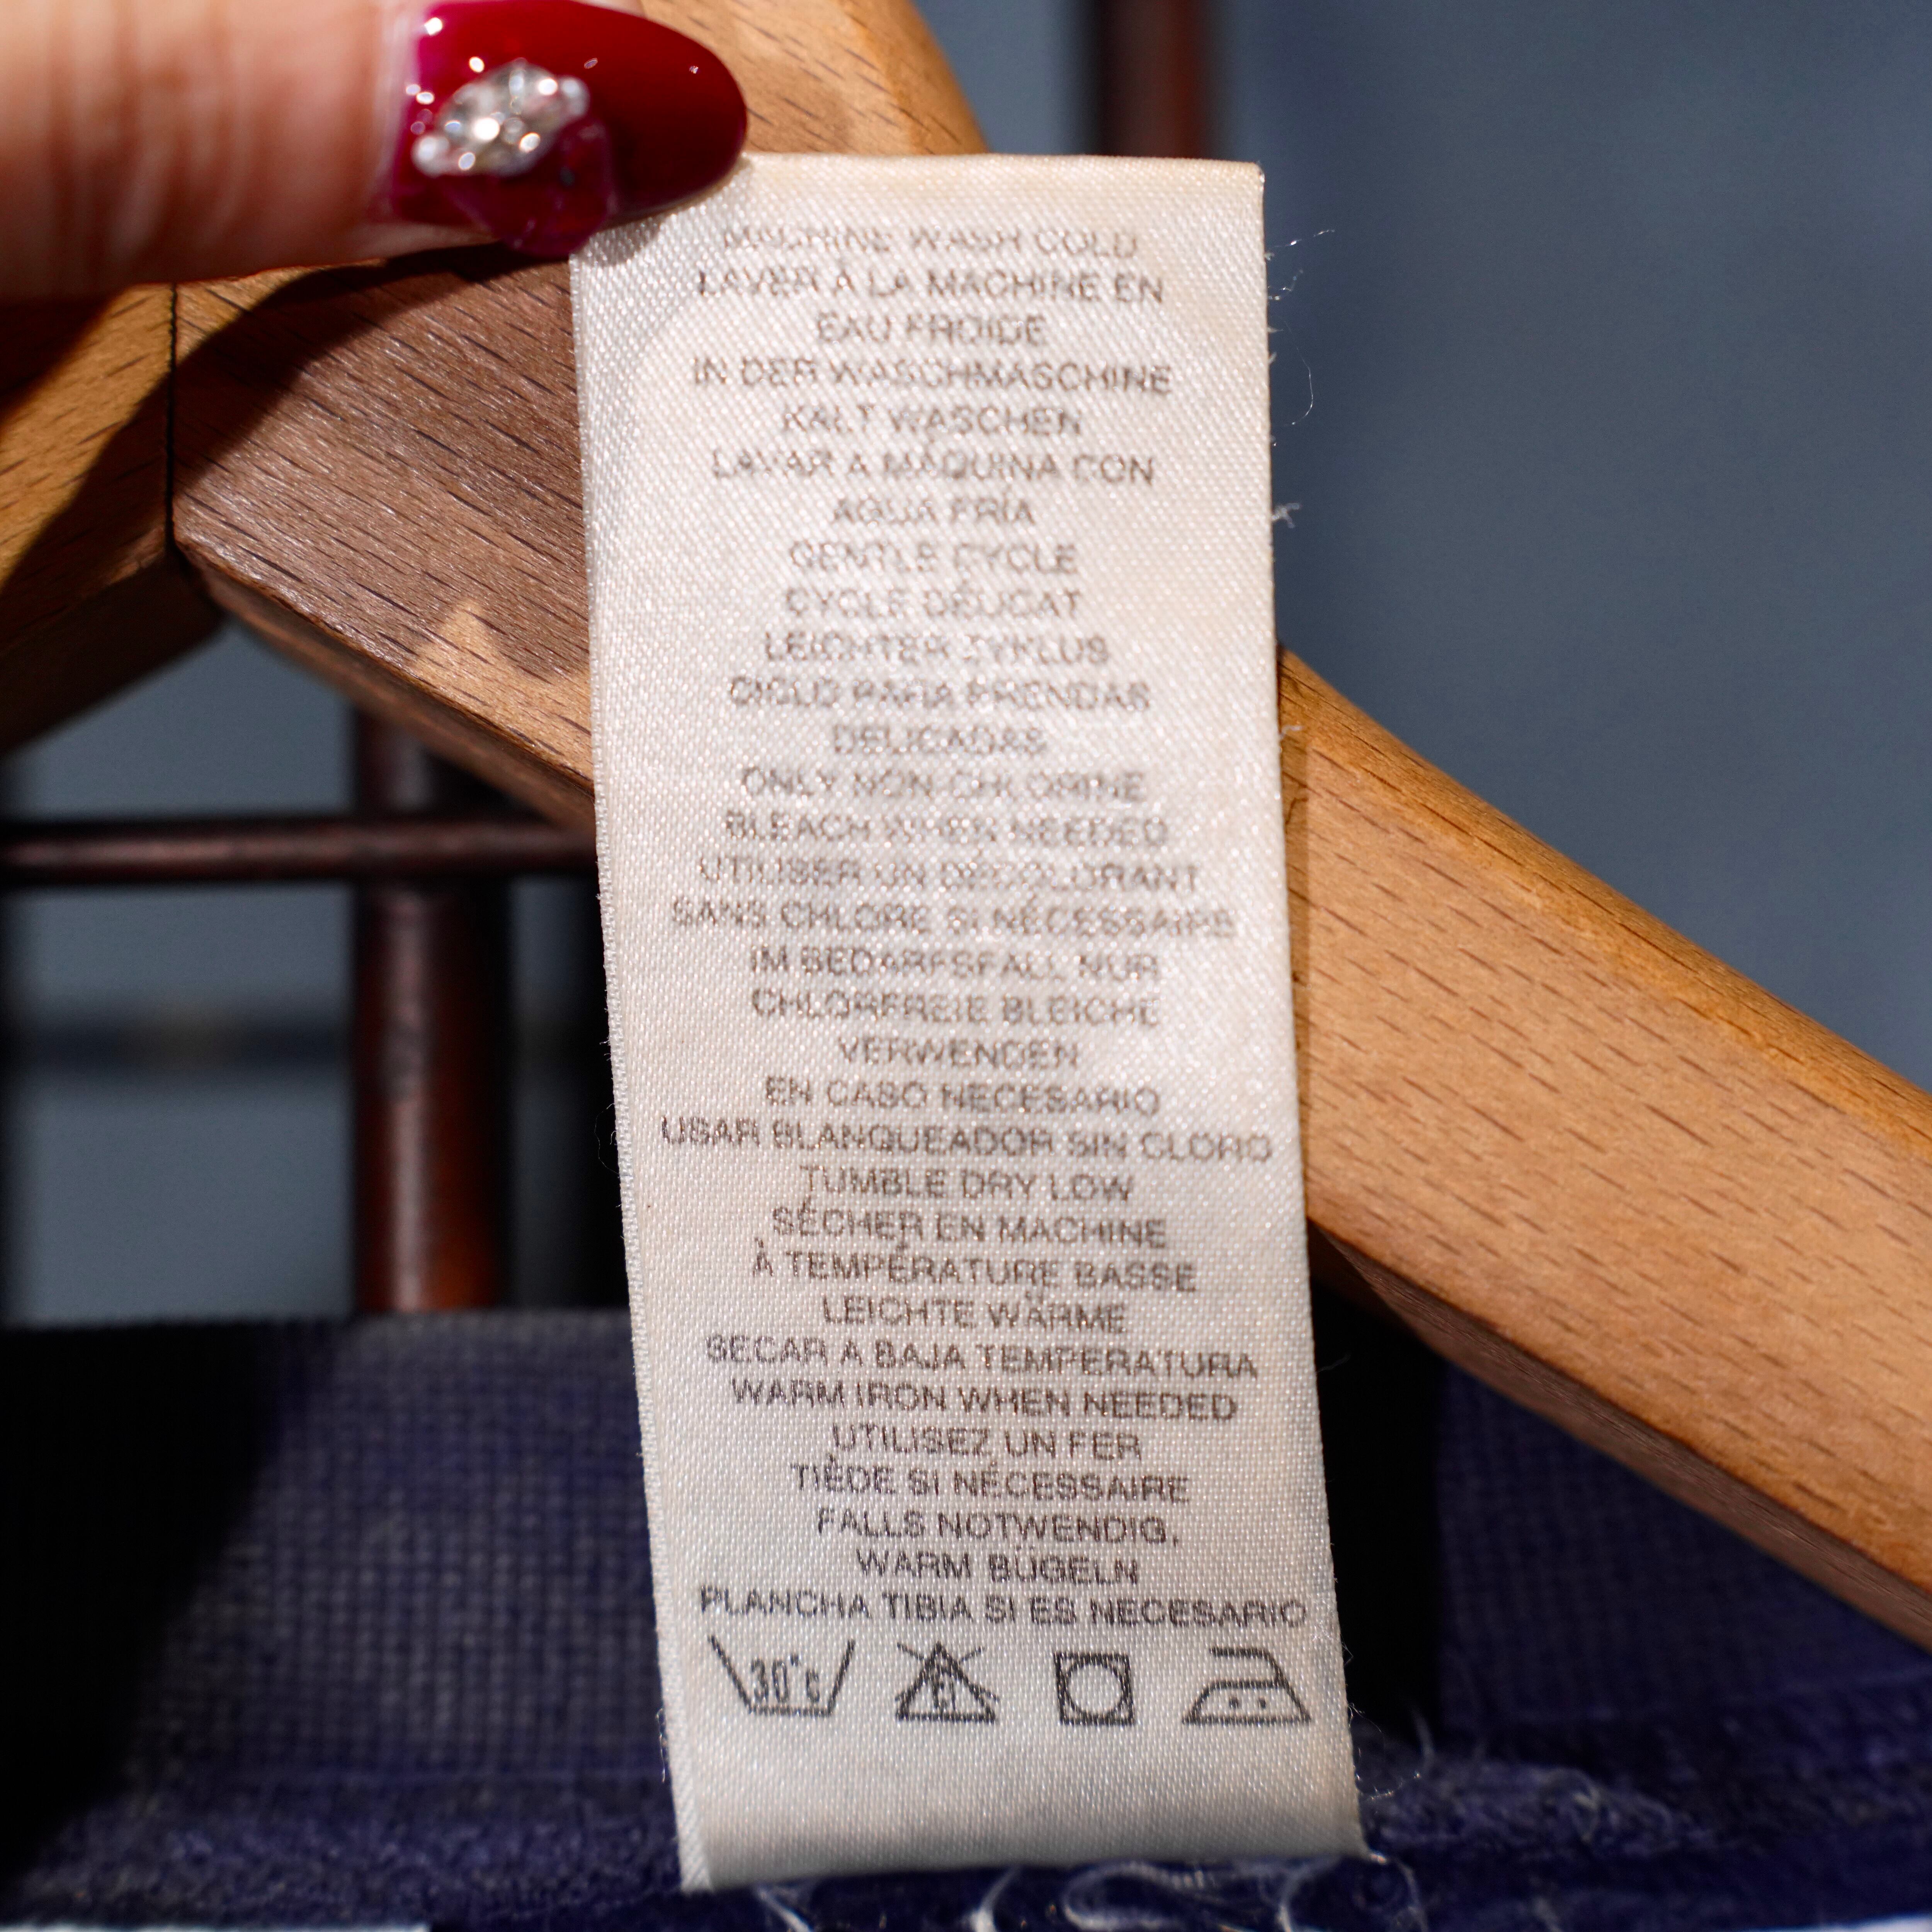 MACHINE WASH COLD
LAVER À LA MACHINE EN
EAU FROIDE
IN DER WASCHMASCHINE
KALT WASCHEN
LAVAR A MÁQUINA CON
AGUA FRÍA
GENTLE CYCLE
CYCLE DÉLICAT
LEICHTER ZYKLUS
CICLO PARA PRENDAS
DELICADAS
ONLY NON-CHLORINE
BLEACH WHEN NEEDED
UTILISER UN DÉCOLORANT
SANS CHLORE SI NÉCESSAIRE
IM BEDARFSFALL NUR
CHLORFREIE BLEICHE
VERWENDEN
EN CASO NECESARIO
USAR BLANQUEADOR SIN CLORO
TUMBLE DRY LOW
SÉCHER EN MACHINE
À TEMPÉRATURE BASSE
LEICHTE WÄRME
SECAR A BAJA TEMPERATURA
WARM IRON WHEN NEEDED
UTILISEZ UN FER
TIÈDE SI NÉCESSAIRE
FALLS NOTWENDIG,
WARM BÜGELN
PLANCHA TIBIA SI ES NECESARIO
30°c Cl